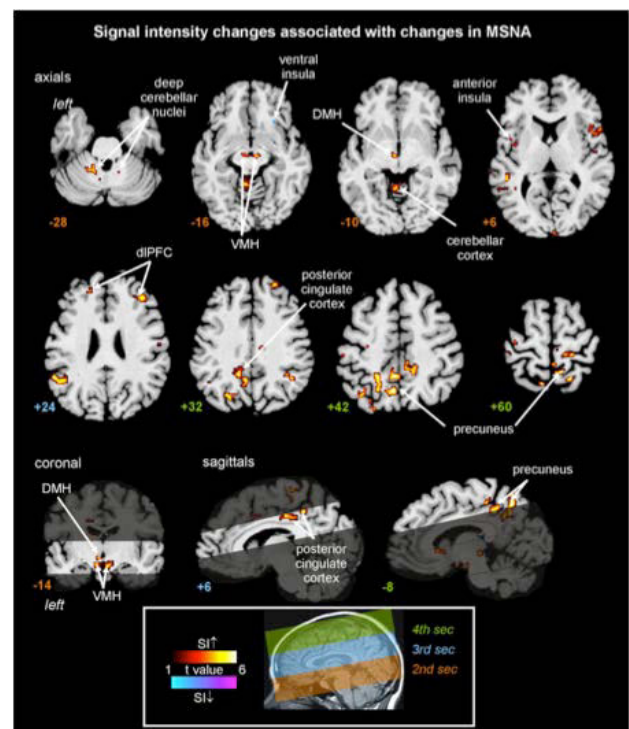 Signal intensity changes associated with changes in MSNA
axials
left
deep
cerebellar
nuclei
ventral
insula
DMH
anterior
insula
-28
-16
VMH
-10
cerebellar
cortex
+6
dlPFC
posterior
cingulate
cortex
+24
+32
+42
+60
precuneus
coronal
DMH
-14
VMH
left
sagittals
+6
posterior
cingulate
cortex
precuneus
-8
SI↑
1 t value 6
SI↓
4th sec
3rd sec
2nd sec